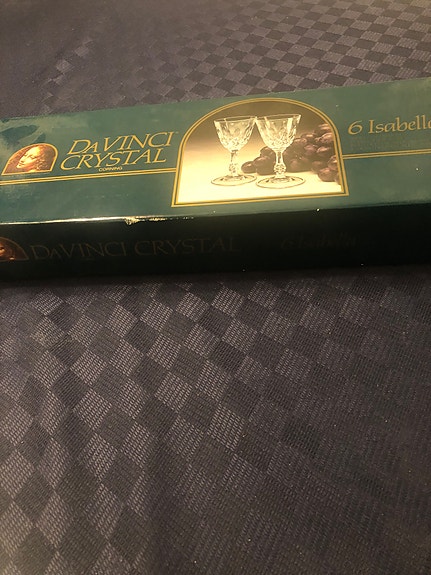 DAVINCI
CRYSTAL
CORNING
6 Isabella
DAVINCI CRYSTAL
6 Isabella